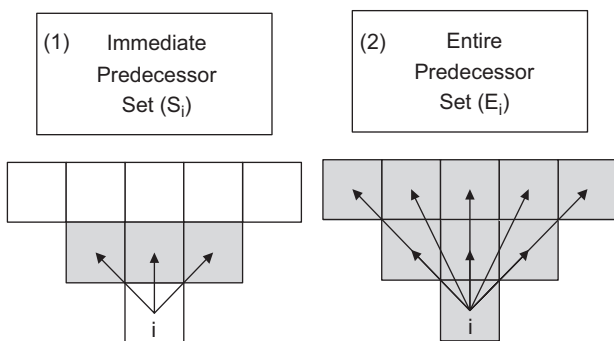 (1) Immediate
Predecessor
Set (Sᵢ)
(2) Entire
Predecessor
Set (Eᵢ)
i
i